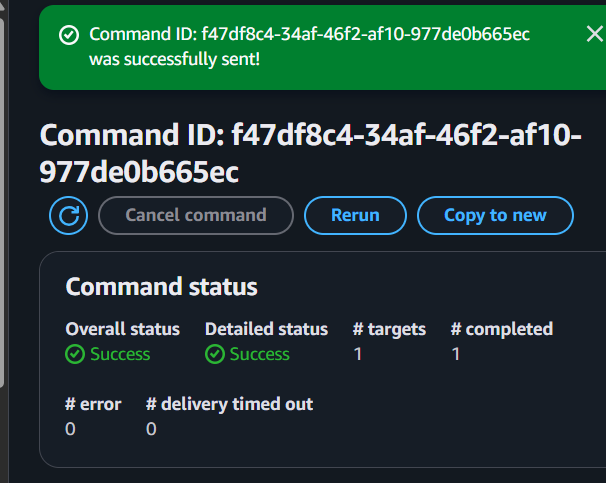 Command ID: f47df8c4-34af-46f2-af10-977de0b665ec
was successfully sent!
Command ID: f47df8c4-34af-46f2-af10-
977de0b665ec
Cancel command Rerun Copy to new
Command status
Overall status Detailed status # targets # completed
Success Success 1 1
# error # delivery timed out
0 0